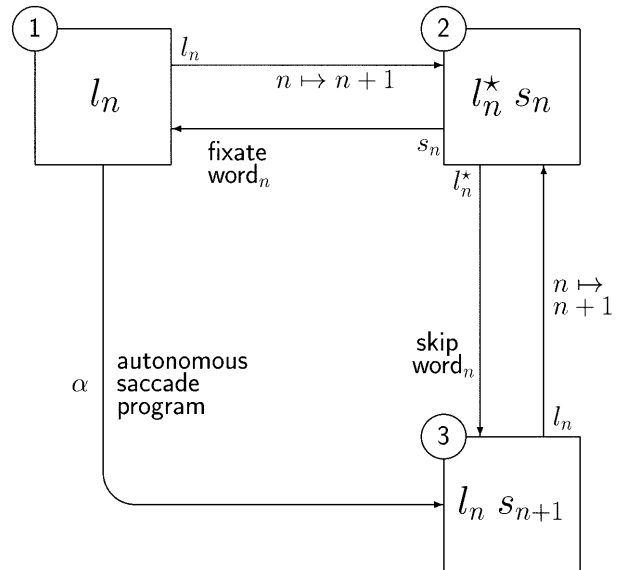 1
2
l_n
n ↦ n + 1
l_n
l_n^⋆ s_n
s_n
fixate
word_n
l_n^⋆
n ↦
n + 1
skip
word_n
α
autonomous
saccade
program
3
l_n
l_n s_{n+1}